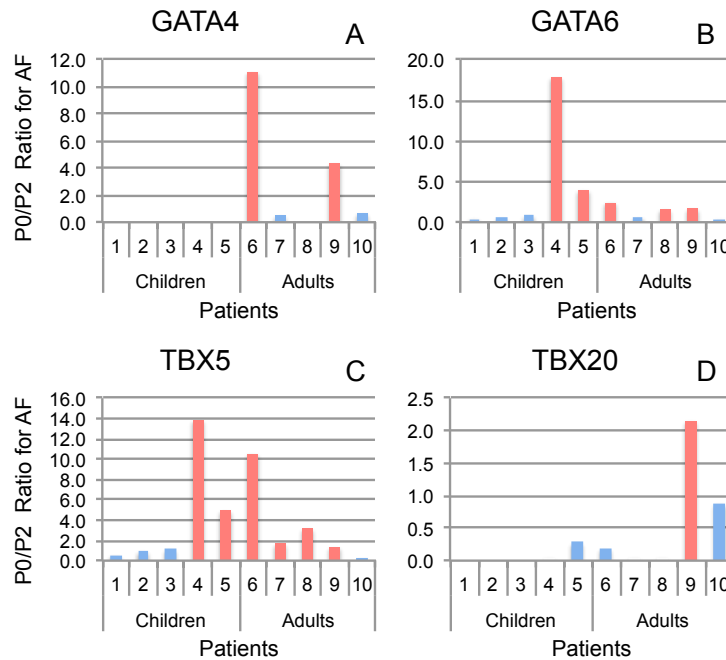 GATA4 A
P0/P2 Ratio for AF
12.0
10.0
8.0
6.0
4.0
2.0
0.0
1 2 3 4 5 6 7 8 9 10
Children Adults
Patients
GATA6 B
20.0
15.0
10.0
5.0
0.0
1 2 3 4 5 6 7 8 9 10
Children Adults
Patients
TBX5 C
P0/P2 Ratio for AF
16.0
14.0
12.0
10.0
8.0
6.0
4.0
2.0
0.0
1 2 3 4 5 6 7 8 9 10
Children Adults
Patients
TBX20 D
2.5
2.0
1.5
1.0
0.5
0.0
1 2 3 4 5 6 7 8 9 10
Children Adults
Patients